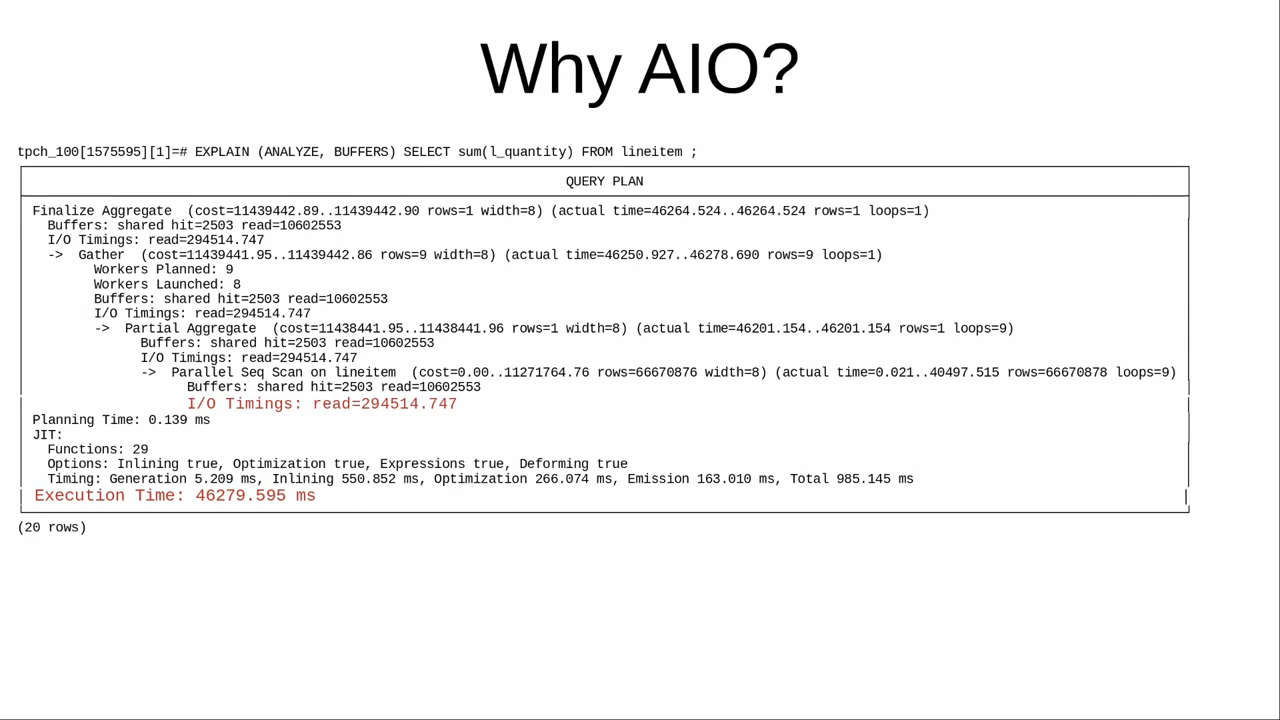 Why AIO?
tpch_100[1575595][1]=# EXPLAIN (ANALYZE, BUFFERS) SELECT sum(l_quantity) FROM lineitem ;
QUERY PLAN
Finalize Aggregate  (cost=11439442.89..11439442.90 rows=1 width=8) (actual time=46264.524..46264.524 rows=1 loops=1)
  Buffers: shared hit=2503 read=10602553
  I/O Timings: read=294514.747
  ->  Gather  (cost=11439441.95..11439442.86 rows=9 width=8) (actual time=46250.927..46278.690 rows=9 loops=1)
        Workers Planned: 9
        Workers Launched: 8
        Buffers: shared hit=2503 read=10602553
        I/O Timings: read=294514.747
        ->  Partial Aggregate  (cost=11438441.95..11438441.96 rows=1 width=8) (actual time=46201.154..46201.154 rows=1 loops=9)
              Buffers: shared hit=2503 read=10602553
              I/O Timings: read=294514.747
              ->  Parallel Seq Scan on lineitem  (cost=0.00..11271764.76 rows=66670876 width=8) (actual time=0.021..40497.515 rows=66670878 loops=9)
                    Buffers: shared hit=2503 read=10602553
                    I/O Timings: read=294514.747
Planning Time: 0.139 ms
JIT:
  Functions: 29
  Options: Inlining true, Optimization true, Expressions true, Deforming true
  Timing: Generation 5.209 ms, Inlining 550.852 ms, Optimization 266.074 ms, Emission 163.010 ms, Total 985.145 ms
Execution Time: 46279.595 ms
(20 rows)